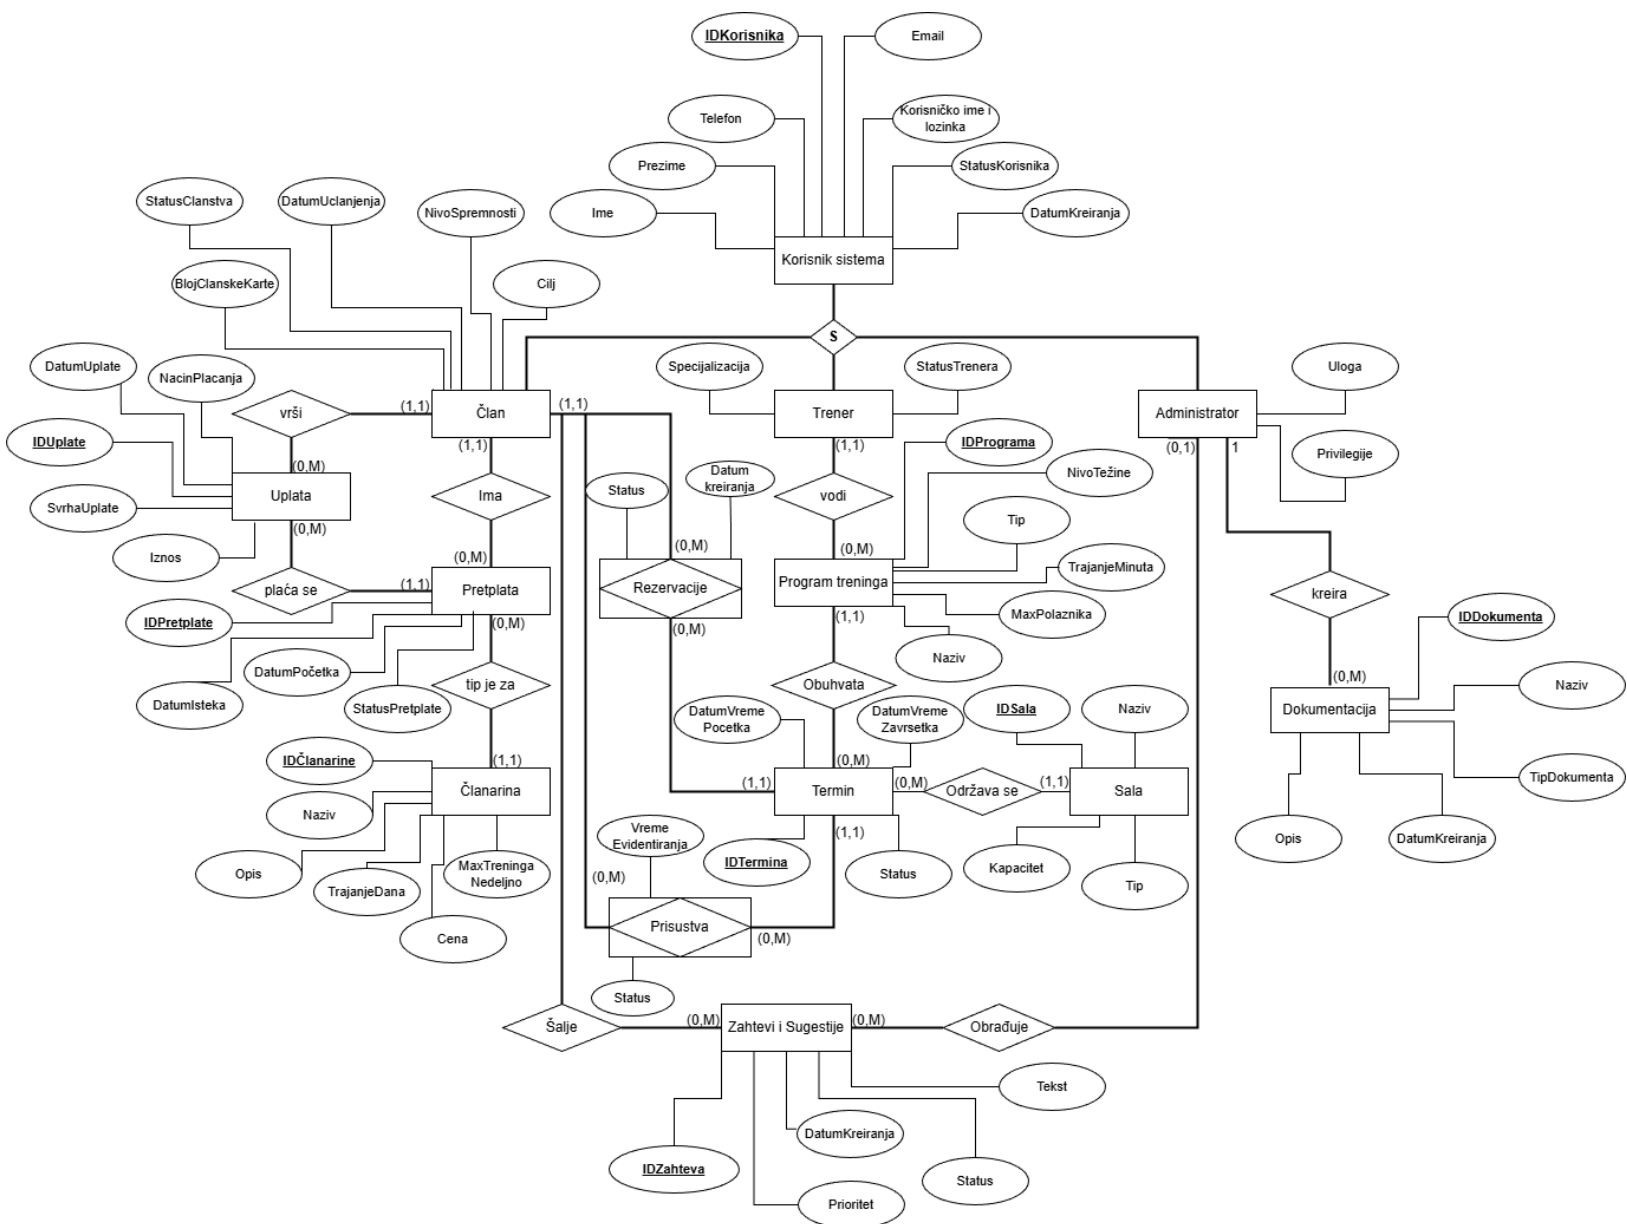 IDKorisnika
Email
Telefon
Korisničko ime i
lozinka
Prezime
StatusKorisnika
Ime
DatumKreiranja
Korisnik sistema
StatusClanstva
DatumUclanjenja
NivoSpremnosti
BlojClanskeKarte
Cilj
S
DatumUplate
NacinPlacanja
Specijalizacija
StatusTrenera
Uloga
vrši
(1,1)
Član
(1,1)
Trener
Administrator
IDUplate
(1,1)
(1,1)
IDPrograma
(0,1)
1
Privilegije
(0,M)
Uplata
Ima
Status
Datum
kreiranja
vodi
NivoTežine
SvrhaUplate
(0,M)
Tip
Iznos
(0,M)
(0,M)
(0,M)
TrajanjeMinuta
plaća se
(1,1)
Pretplata
Rezervacije
Program treninga
kreira
IDPretplate
(0,M)
(0,M)
(1,1)
MaxPolaznika
IDDokumenta
DatumPočetka
Naziv
DatumIsteka
StatusPretplate
tip je za
Obuhvata
(0,M)
Naziv
DatumVreme
Pocetka
DatumVreme
Zavrsetka
IDSala
Naziv
Dokumentacija
IDČlanarine
(1,1)
(0,M)
TipDokumenta
Naziv
Članarina
(1,1)
Termin
(0,M)
Održava se
(1,1)
Sala
Opis
TrajanjeDana
MaxTreninga
Nedeljno
Vreme
Evidentiranja
(1,1)
Opis
DatumKreiranja
(0,M)
IDTermina
Status
Kapacitet
Tip
Cena
Prisustva
(0,M)
Status
Šalje
(0,M)
Zahtevi i Sugestije
(0,M)
Obrađuje
Tekst
DatumKreiranja
IDZahteva
Status
Prioritet